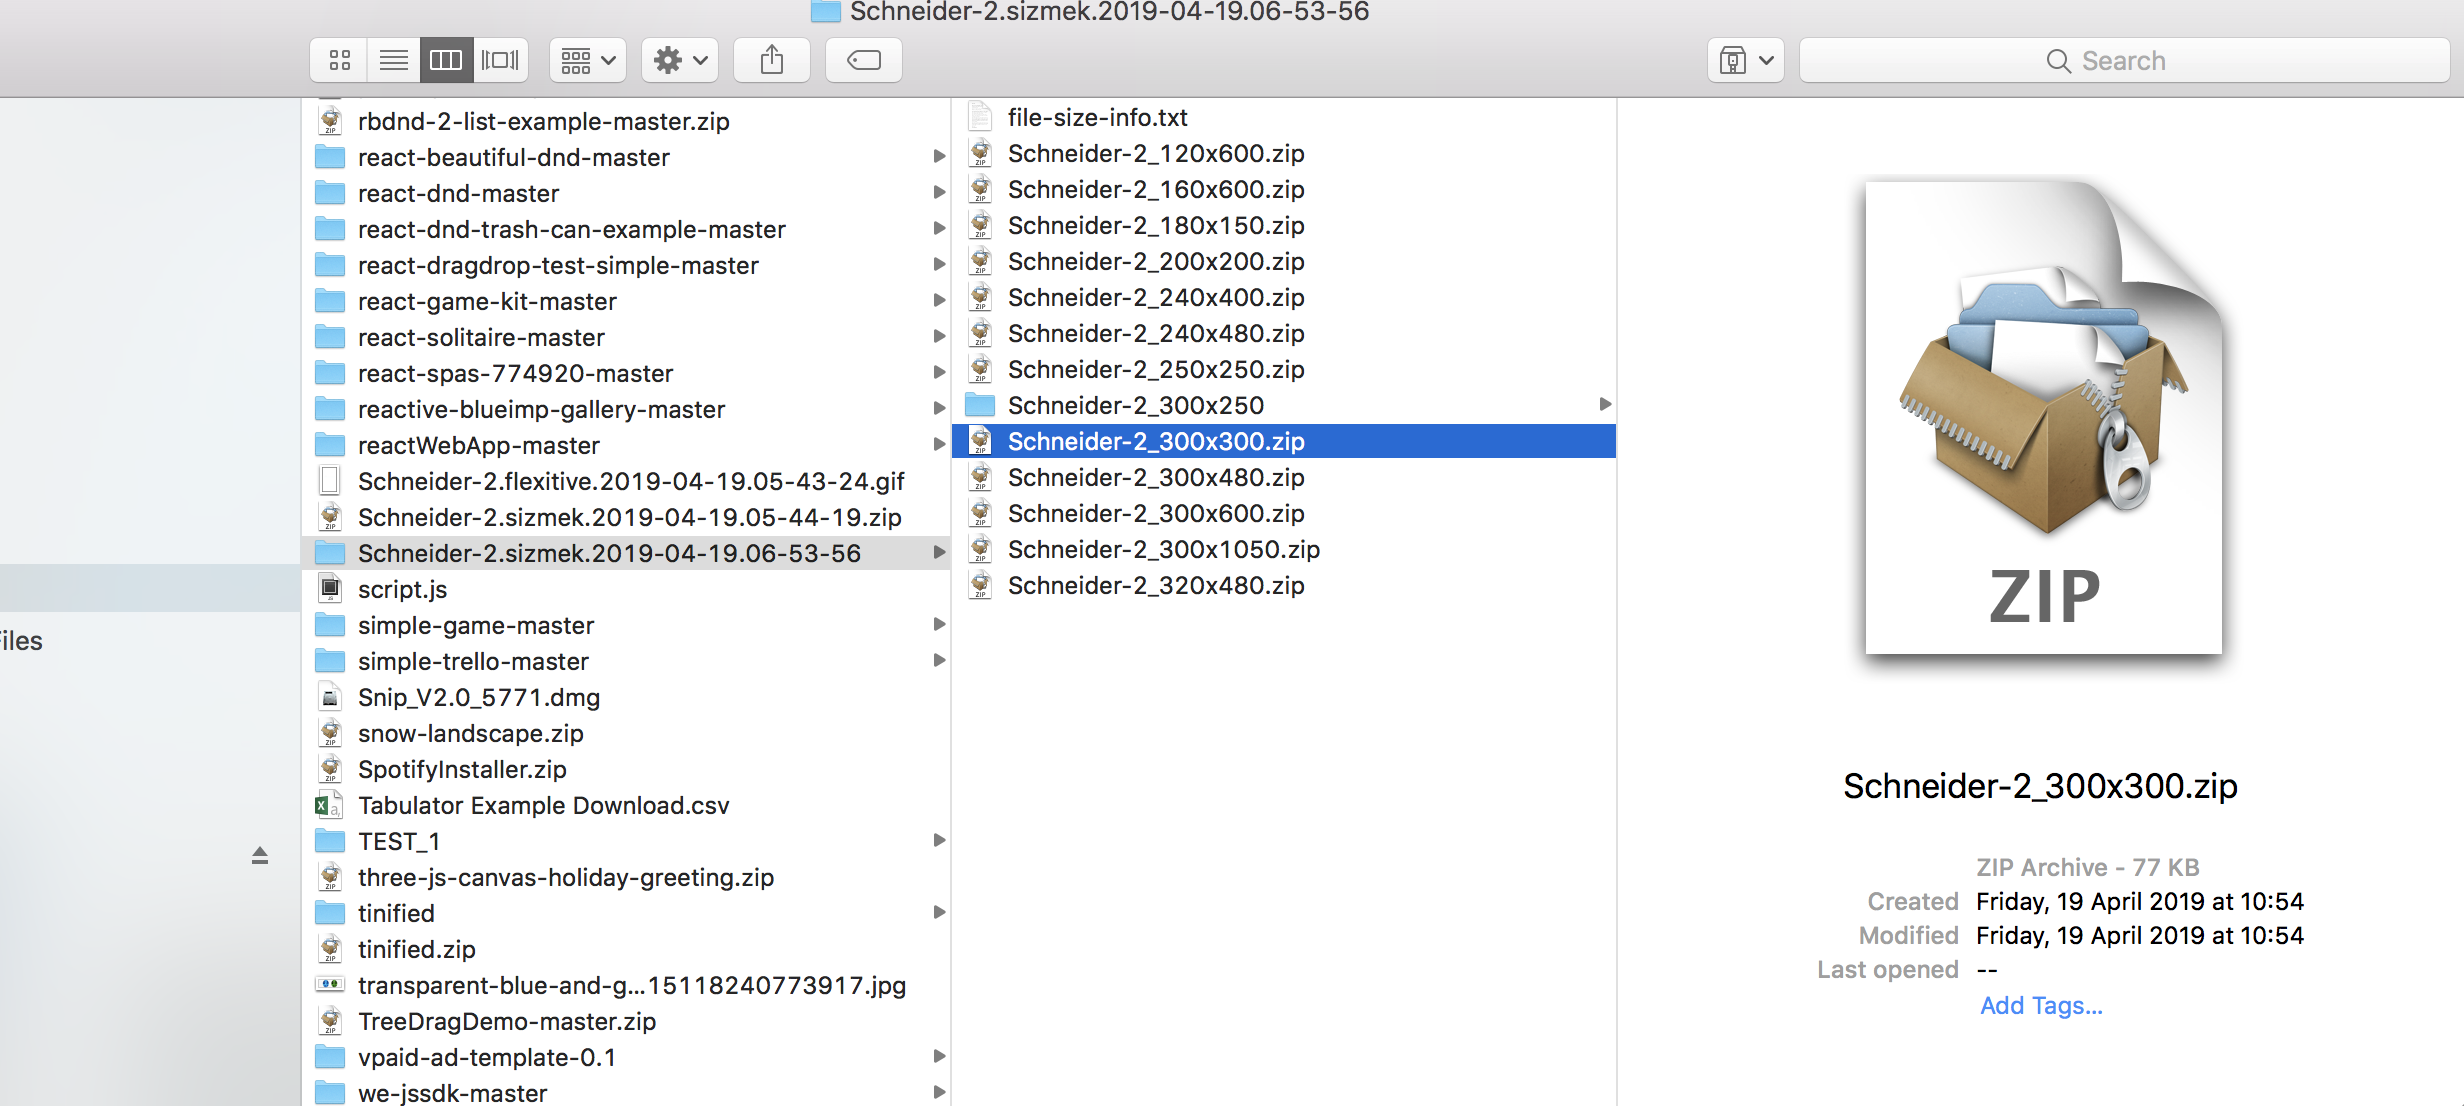 Schneider-2.sizmek.2019-04-19.06-53-56
Search
iles
rbdnd-2-list-example-master.zip
react-beautiful-dnd-master
react-dnd-master
react-dnd-trash-can-example-master
react-dragdrop-test-simple-master
react-game-kit-master
react-solitaire-master
react-spas-774920-master
reactive-blueimp-gallery-master
reactWebApp-master
Schneider-2.flexitive.2019-04-19.05-43-24.gif
Schneider-2.sizmek.2019-04-19.05-44-19.zip
Schneider-2.sizmek.2019-04-19.06-53-56
script.js
simple-game-master
simple-trello-master
Snip_V2.0_5771.dmg
snow-landscape.zip
SpotifyInstaller.zip
Tabulator Example Download.csv
TEST_1
three-js-canvas-holiday-greeting.zip
tinified
tinified.zip
transparent-blue-and-g...15118240773917.jpg
TreeDragDemo-master.zip
vpaid-ad-template-0.1
we-jssdk-master
file-size-info.txt
Schneider-2_120x600.zip
Schneider-2_160x600.zip
Schneider-2_180x150.zip
Schneider-2_200x200.zip
Schneider-2_240x400.zip
Schneider-2_240x480.zip
Schneider-2_250x250.zip
Schneider-2_300x250
Schneider-2_300x300.zip
Schneider-2_300x480.zip
Schneider-2_300x600.zip
Schneider-2_300x1050.zip
Schneider-2_320x480.zip
ZIP
Schneider-2_300x300.zip
ZIP Archive - 77 KB
Created Friday, 19 April 2019 at 10:54
Modified Friday, 19 April 2019 at 10:54
Last opened --
Add Tags...